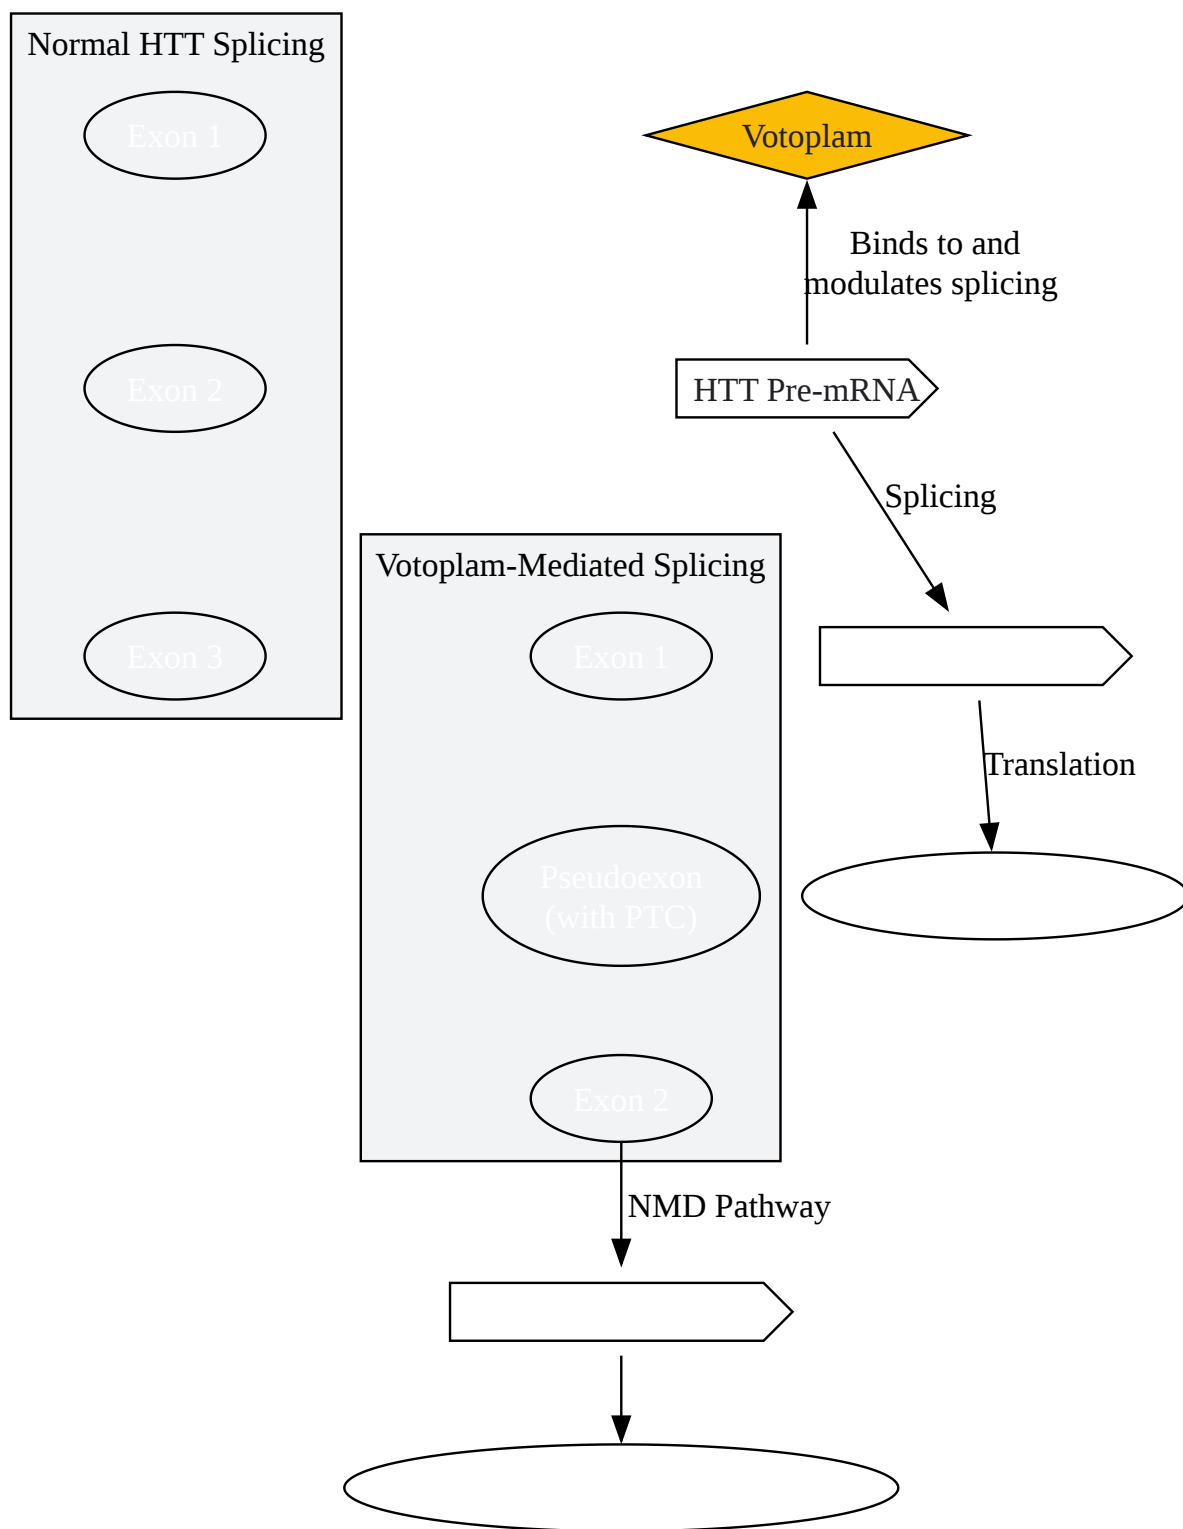 Normal HTT Splicing
Exon 1
Exon 2
Exon 3
Votoplam
Binds to and
modulates splicing
HTT Pre-mRNA
Splicing
Votoplam-Mediated Splicing
Exon 1
Pseudoexon
(with PTC)
Exon 2
Translation
NMD Pathway